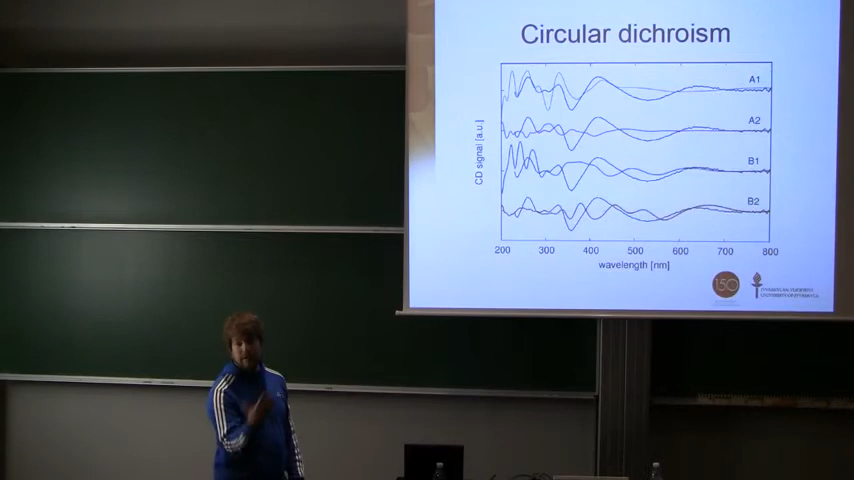 Circular dichroism
A1
A2
B1
B2
CD signal [a.u.]
200 300 400 500 600 700 800
wavelength [nm]
150